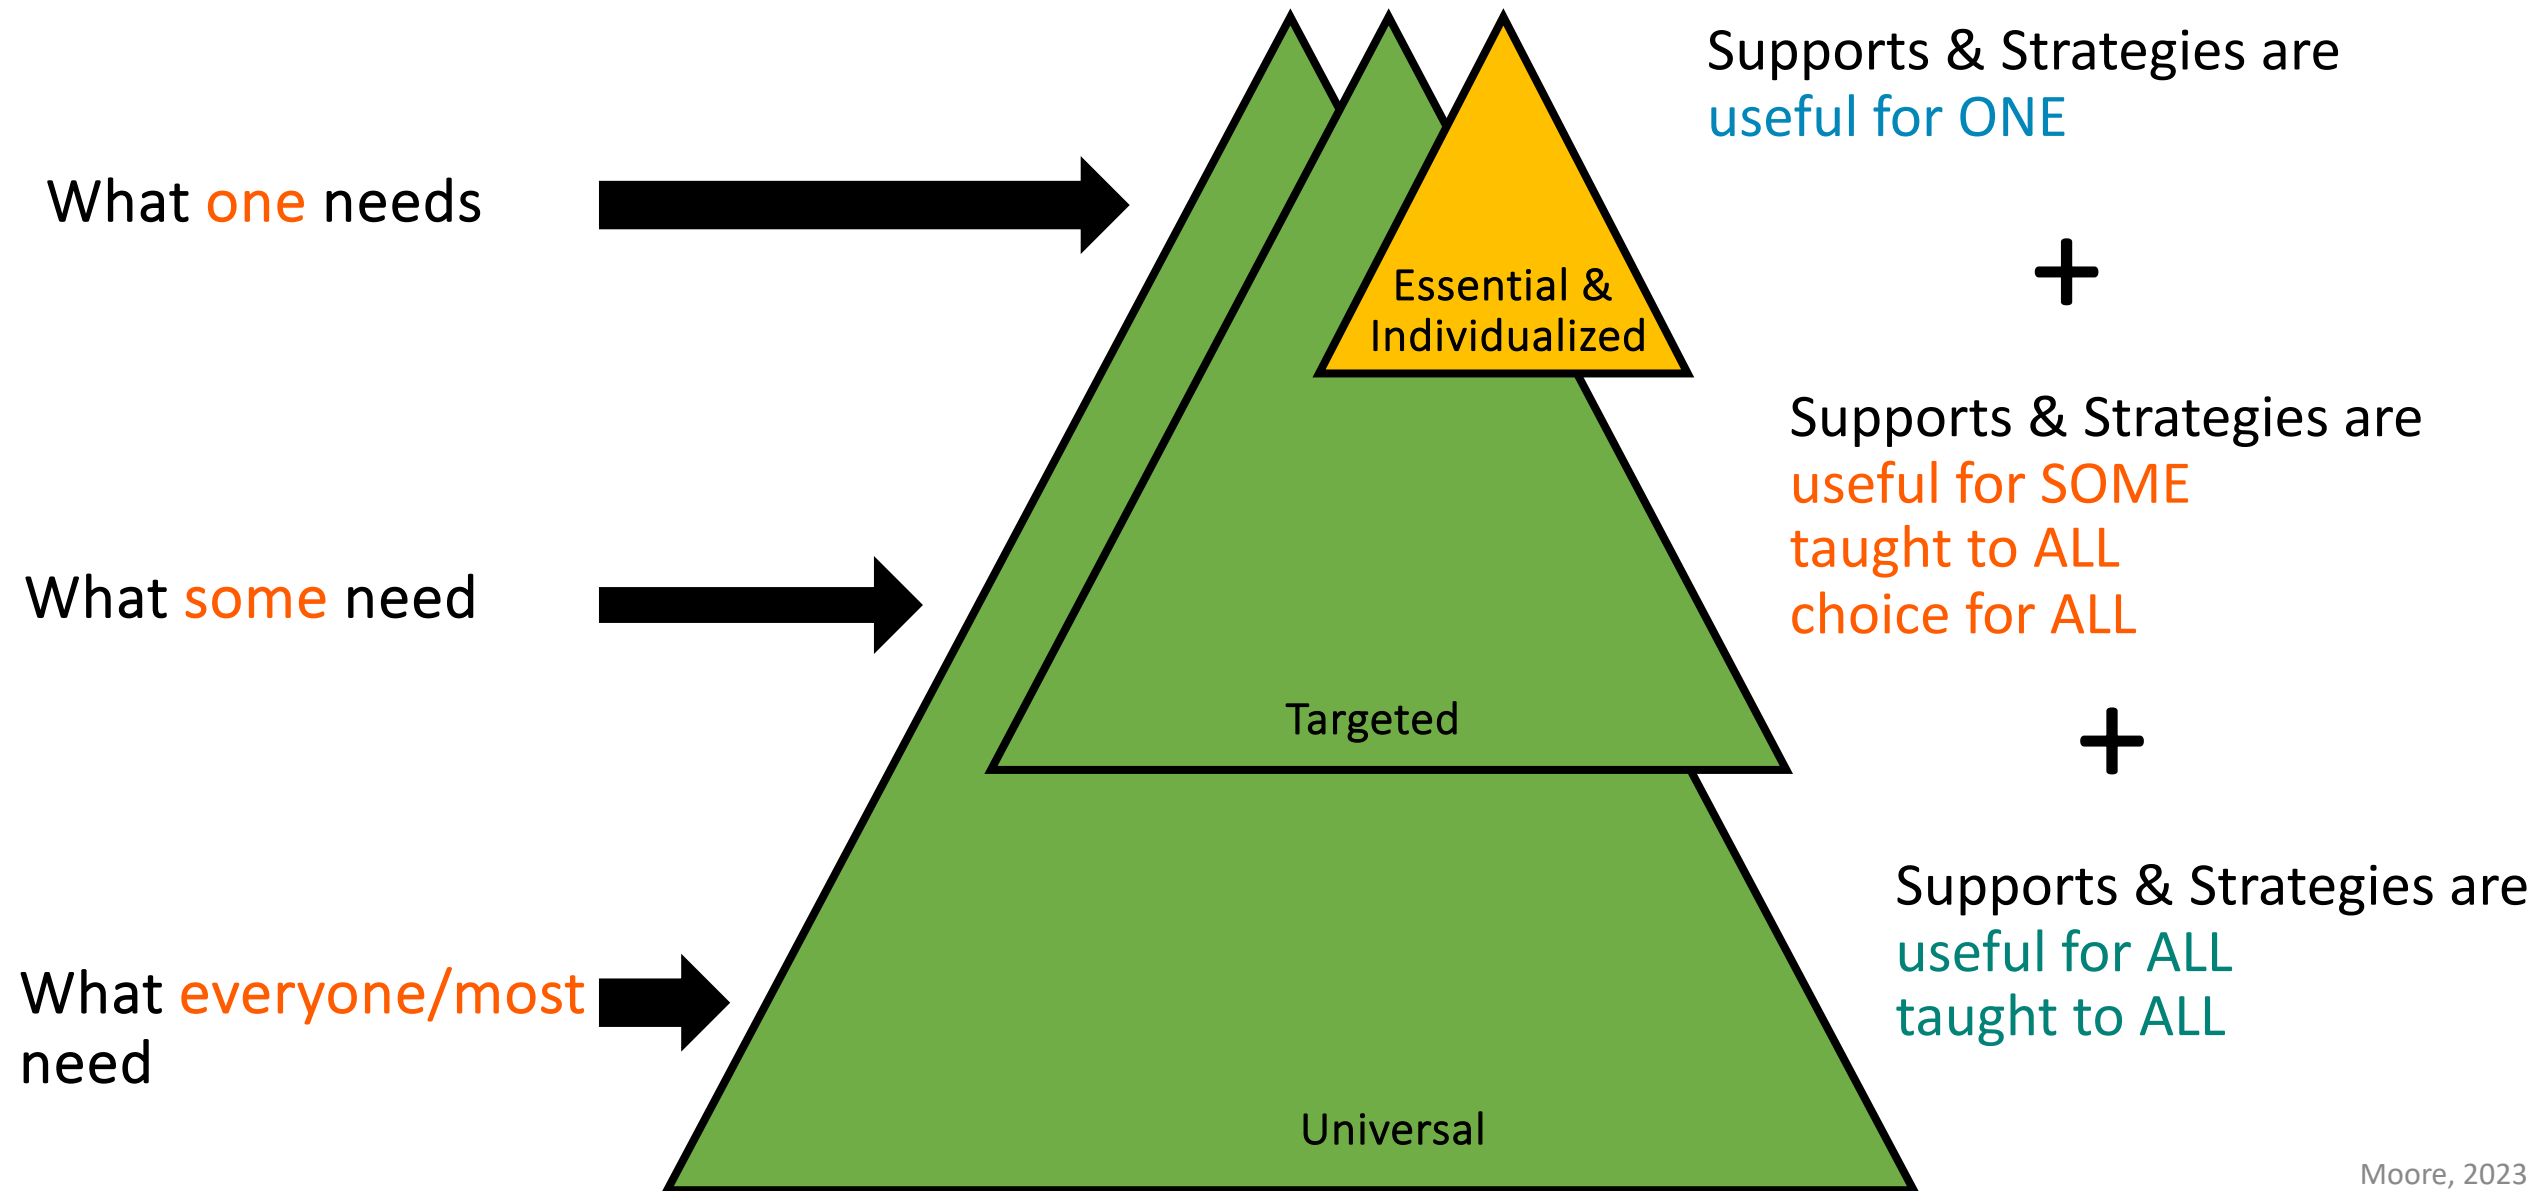 Supports & Strategies are
useful for ONE
What one needs
+
Essential &
Individualized
Supports & Strategies are
useful for SOME
taught to ALL
choice for ALL
What some need
Targeted
+
Supports & Strategies are
useful for ALL
taught to ALL
What everyone/most
need
Universal
Moore, 2023